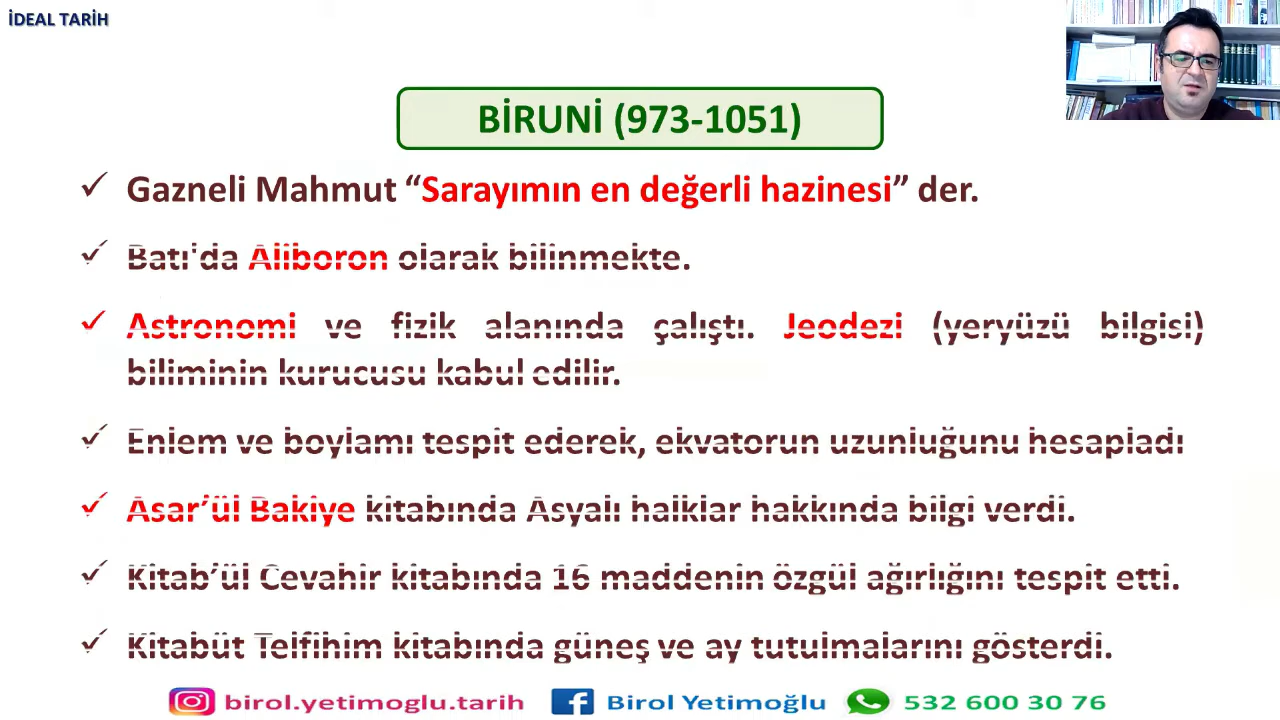 İDEAL TARİH
BİRUNİ (973-1051)
✓ Gazneli Mahmut “Sarayımın en değerli hazinesi” der.
✓ Batı'da Aliboron olarak bilinmekte.
✓ Astronomi ve fizik alanında çalıştı. Jeodezi (yeryüzü bilgisi)
biliminin kurucusu kabul edilir.
✓ Enlem ve boylamı tespit ederek, ekvatorun uzunluğunu hesapladı
✓ Asar’ül Bakiye kitabında Asyalı halklar hakkında bilgi verdi.
✓ Kitab’ül Cevahir kitabında 16 maddenin özgül ağırlığını tespit etti.
✓ Kitabüt Telfihim kitabında güneş ve ay tutulmalarını gösterdi.
birol.yetimoglu.tarih Birol Yetimoğlu 532 600 30 76